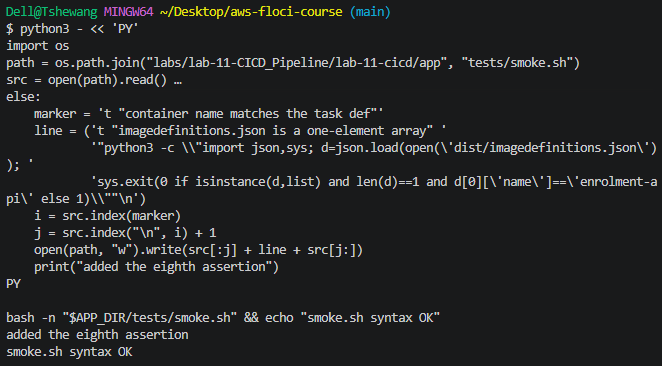 Dell@Tshewang MINGW64 ~/Desktop/aws-floci-course (main)
$ python3 - << 'PY'
import os
path = os.path.join("labs/lab-11-CICD_Pipeline/lab-11-cicd/app", "tests/smoke.sh")
src = open(path).read() …
else:
    marker = 't "container name matches the task def"'
    line = ('t "imagedefinitions.json is a one-element array" '
            '"python3 -c \\"import json,sys; d=json.load(open(\'dist/imagedefinitions.json\')
); '
            'sys.exit(0 if isinstance(d,list) and len(d)==1 and d[0][\'name\']==\'enrolment-a
pi\' else 1)\\""\n')
    i = src.index(marker)
    j = src.index("\n", i) + 1
    open(path, "w").write(src[:j] + line + src[j:])
    print("added the eighth assertion")
PY

bash -n "$APP_DIR/tests/smoke.sh" && echo "smoke.sh syntax OK"
added the eighth assertion
smoke.sh syntax OK